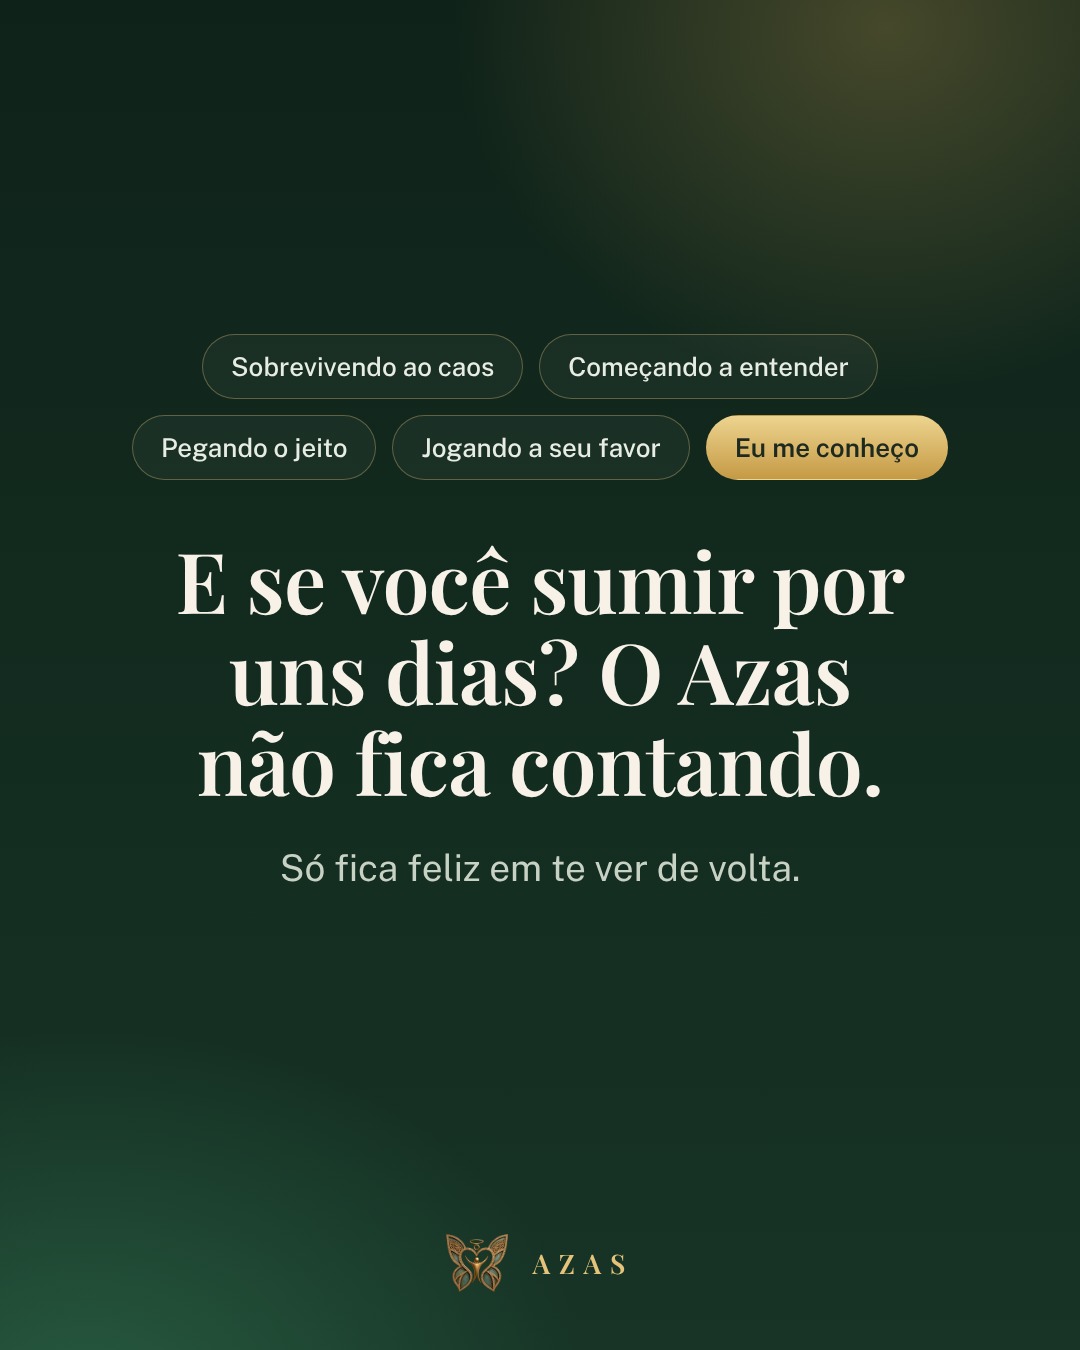 Sobrevivendo ao caos Começando a entender
Pegando o jeito Jogando a seu favor Eu me conheço
E se você sumir por
uns dias? O Azas
não fica contando.
Só fica feliz em te ver de volta.
AZAS